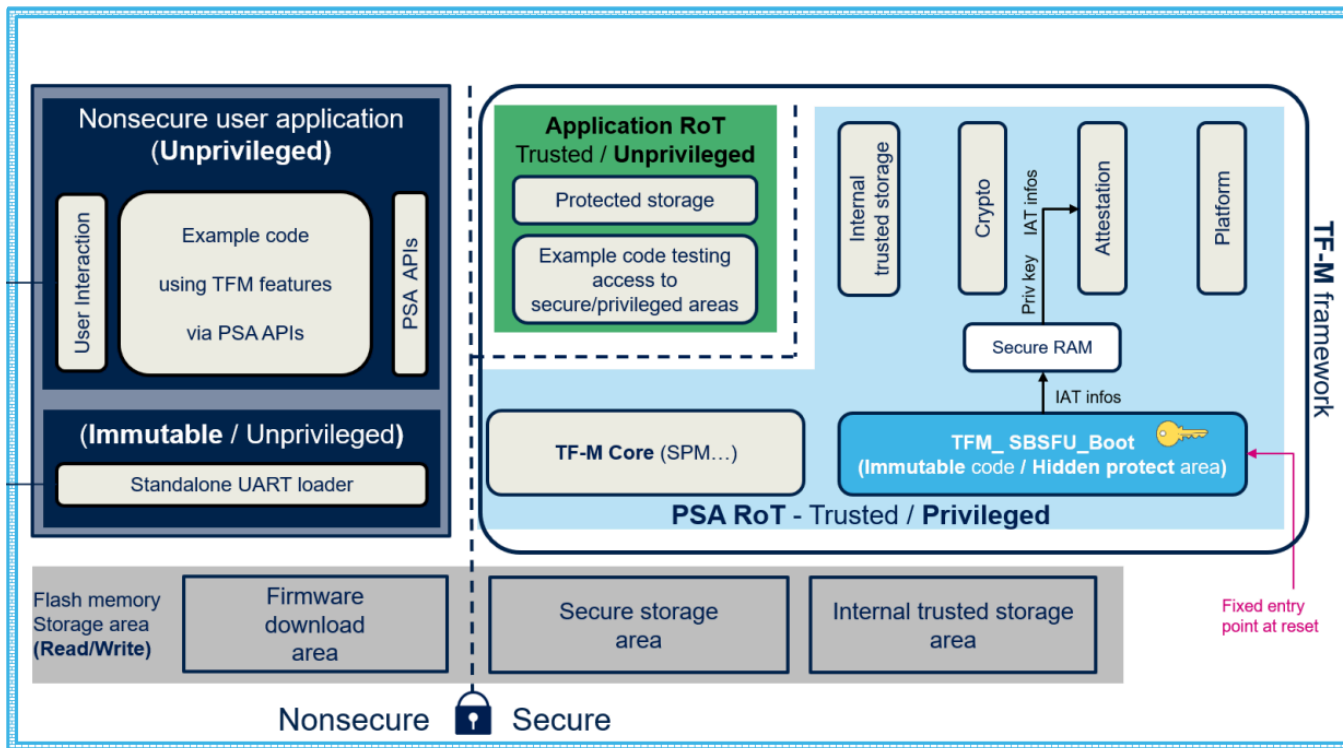 Nonsecure user application
(Unprivileged)
User Interaction
Example code
using TFM features
via PSA APIs
PSA APIs
(Immutable / Unprivileged)
Standalone UART loader
Application RoT
Trusted / Unprivileged
Protected storage
Example code testing
access to
secure/privileged areas
Internal
trusted storage
Crypto
Priv key IAT infos
Attestation
Platform
Secure RAM
IAT infos
TF-M Core (SPM…)
TFM_ SBSFU_Boot
(Immutable code / Hidden protect area)
PSA RoT - Trusted / Privileged
TF-M framework
Flash memory
Storage area
(Read/Write)
Firmware
download
area
Secure storage
area
Internal trusted storage
area
Fixed entry
point at reset
Nonsecure
Secure